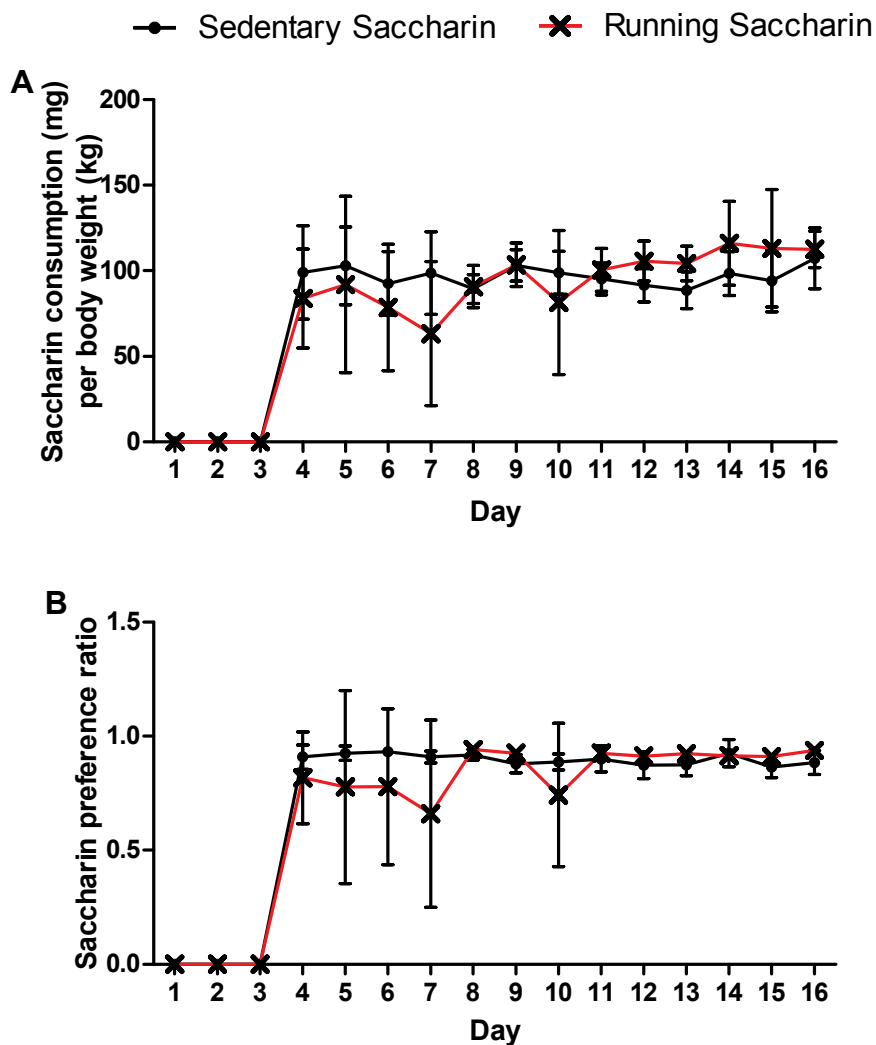 Sedentary Saccharin Running Saccharin
A
Saccharin consumption (mg)
per body weight (kg)
200
150
100
50
0
1 2 3 4 5 6 7 8 9 10 11 12 13 14 15 16
Day
B
Saccharin preference ratio
1.5
1.0
0.5
0.0
1 2 3 4 5 6 7 8 9 10 11 12 13 14 15 16
Day